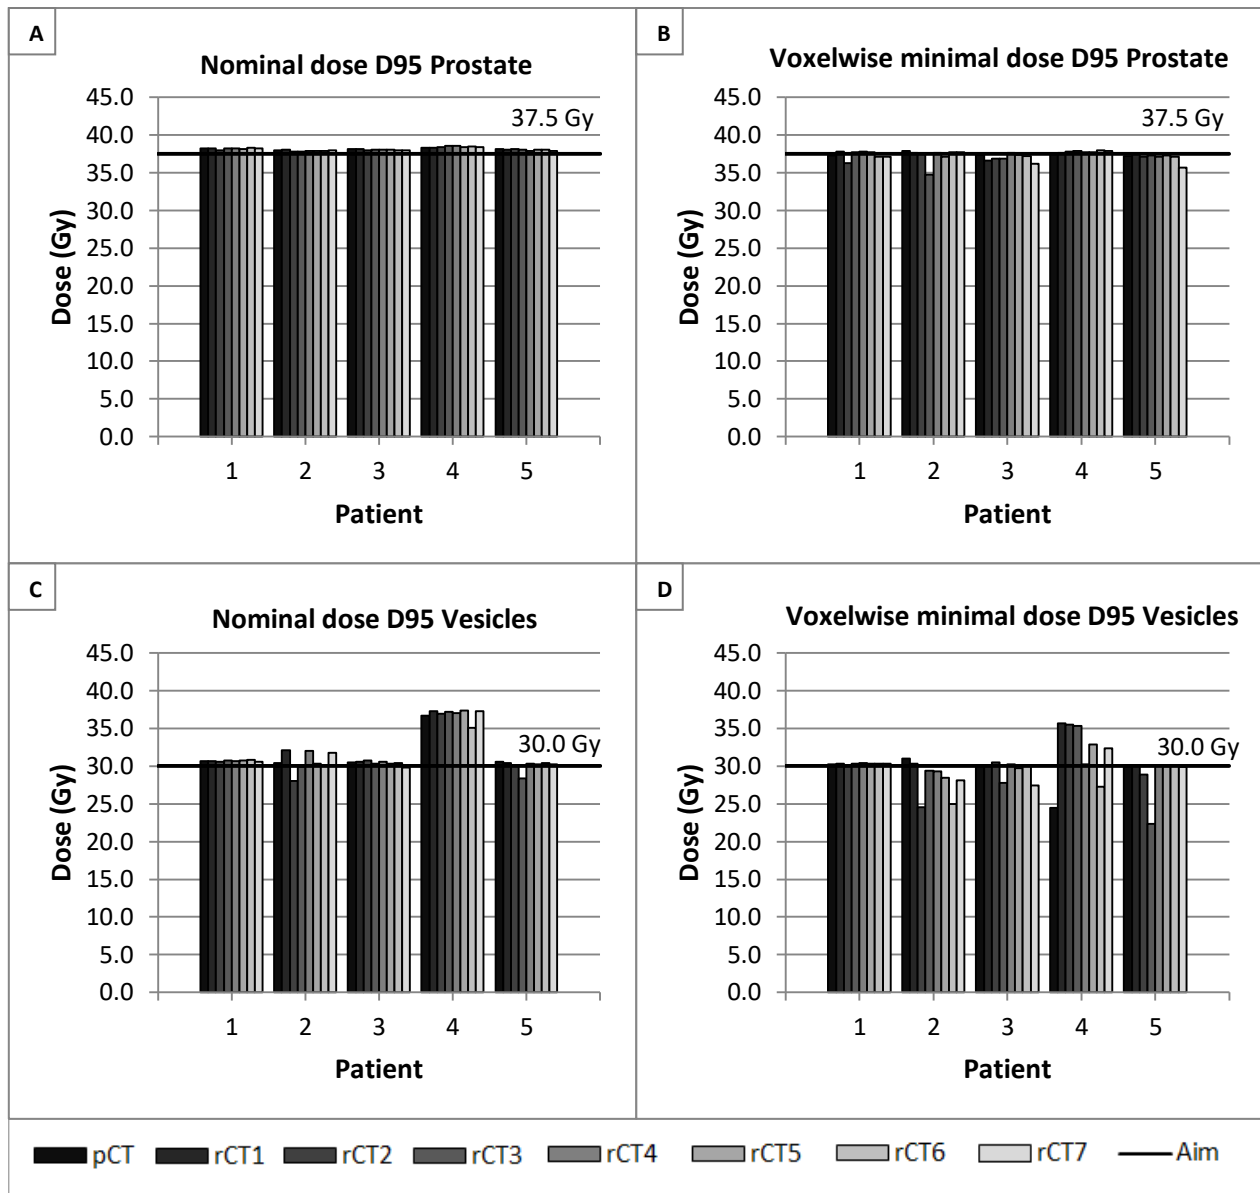 A
Nominal dose D95 Prostate
45.0
40.0
35.0
30.0
25.0
20.0
15.0
10.0
5.0
0.0
Dose (Gy)
37.5 Gy
1 2 3 4 5
Patient
B
Voxelwise minimal dose D95 Prostate
45.0
40.0
35.0
30.0
25.0
20.0
15.0
10.0
5.0
0.0
Dose (Gy)
37.5 Gy
1 2 3 4 5
Patient
C
Nominal dose D95 Vesicles
45.0
40.0
35.0
30.0
25.0
20.0
15.0
10.0
5.0
0.0
Dose (Gy)
30.0 Gy
1 2 3 4 5
Patient
D
Voxelwise minimal dose D95 Vesicles
45.0
40.0
35.0
30.0
25.0
20.0
15.0
10.0
5.0
0.0
Dose (Gy)
30.0 Gy
1 2 3 4 5
Patient
pCT rCT1 rCT2 rCT3 rCT4 rCT5 rCT6 rCT7 Aim